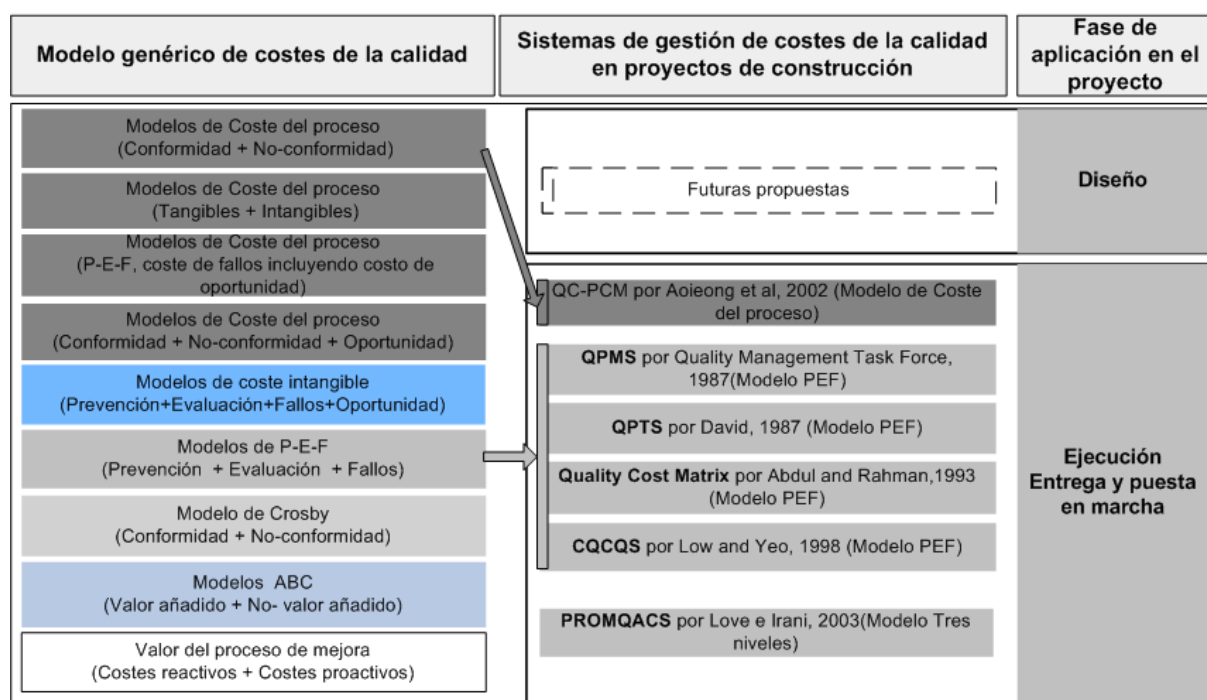 Modelo genérico de costes de la calidad
Sistemas de gestión de costes de la calidad
en proyectos de construcción
Fase de
aplicación en el
proyecto
Modelos de Coste del proceso
(Conformidad + No-conformidad)
Modelos de Coste del proceso
(Tangibles + Intangibles)
Modelos de Coste del proceso
(P-E-F, coste de fallos incluyendo costo de
oportunidad)
Modelos de Coste del proceso
(Conformidad + No-conformidad + Oportunidad)
Modelos de coste intangible
(Prevención+Evaluación+Fallos+Oportunidad)
Modelos de P-E-F
(Prevención + Evaluación + Fallos)
Modelo de Crosby
(Conformidad + No-conformidad)
Modelos ABC
(Valor añadido + No- valor añadido)
Valor del proceso de mejora
(Costes reactivos + Costes proactivos)
Futuras propuestas
QC-PCM por Aoieong et al, 2002 (Modelo de Coste
del proceso)
QPMS por Quality Management Task Force,
1987(Modelo PEF)
QPTS por David, 1987 (Modelo PEF)
Quality Cost Matrix por Abdul and Rahman,1993
(Modelo PEF)
CQCQS por Low and Yeo, 1998 (Modelo PEF)
PROMQACS por Love e Irani, 2003(Modelo Tres
niveles)
Diseño
Ejecución
Entrega y puesta
en marcha